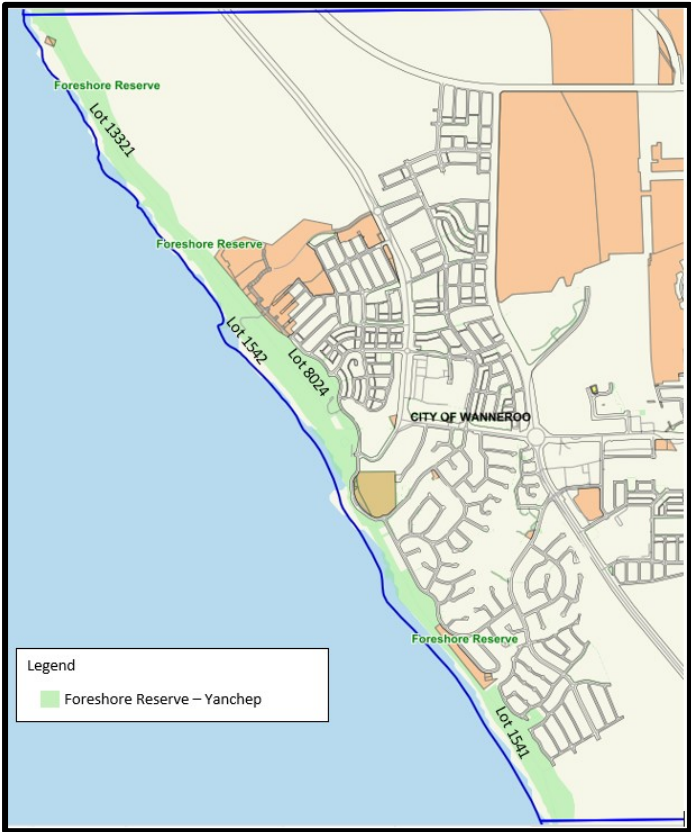 Foreshore Reserve
Lot 13321
Foreshore Reserve
Lot 1542
Lot 8024
CITY OF WANNEROO
Foreshore Reserve
Lot 1541
Legend
Foreshore Reserve – Yanchep